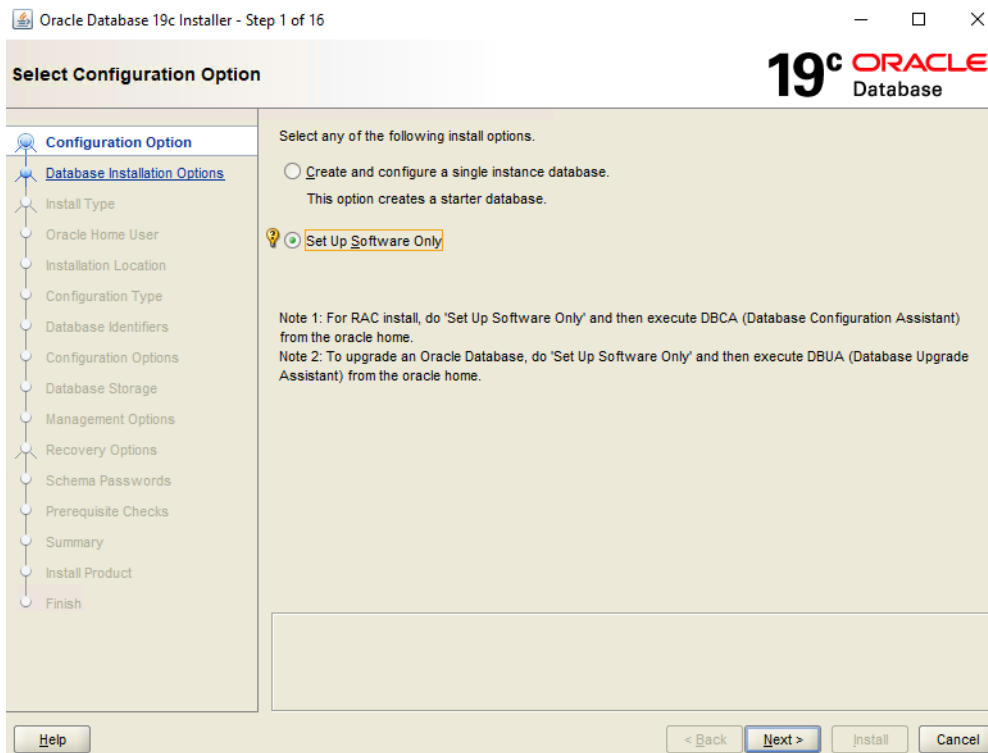 Oracle Database 19c Installer - Step 1 of 16
Select Configuration Option
19c ORACLE
Database
Configuration Option
Database Installation Options
Install Type
Oracle Home User
Installation Location
Configuration Type
Database Identifiers
Configuration Options
Database Storage
Management Options
Recovery Options
Schema Passwords
Prerequisite Checks
Summary
Install Product
Finish
Select any of the following install options.
Create and configure a single instance database.
This option creates a starter database.
Set Up Software Only
Note 1: For RAC install, do 'Set Up Software Only' and then execute DBCA (Database Configuration Assistant)
from the oracle home.
Note 2: To upgrade an Oracle Database, do 'Set Up Software Only' and then execute DBUA (Database Upgrade
Assistant) from the oracle home.
Help
< Back
Next >
Install
Cancel